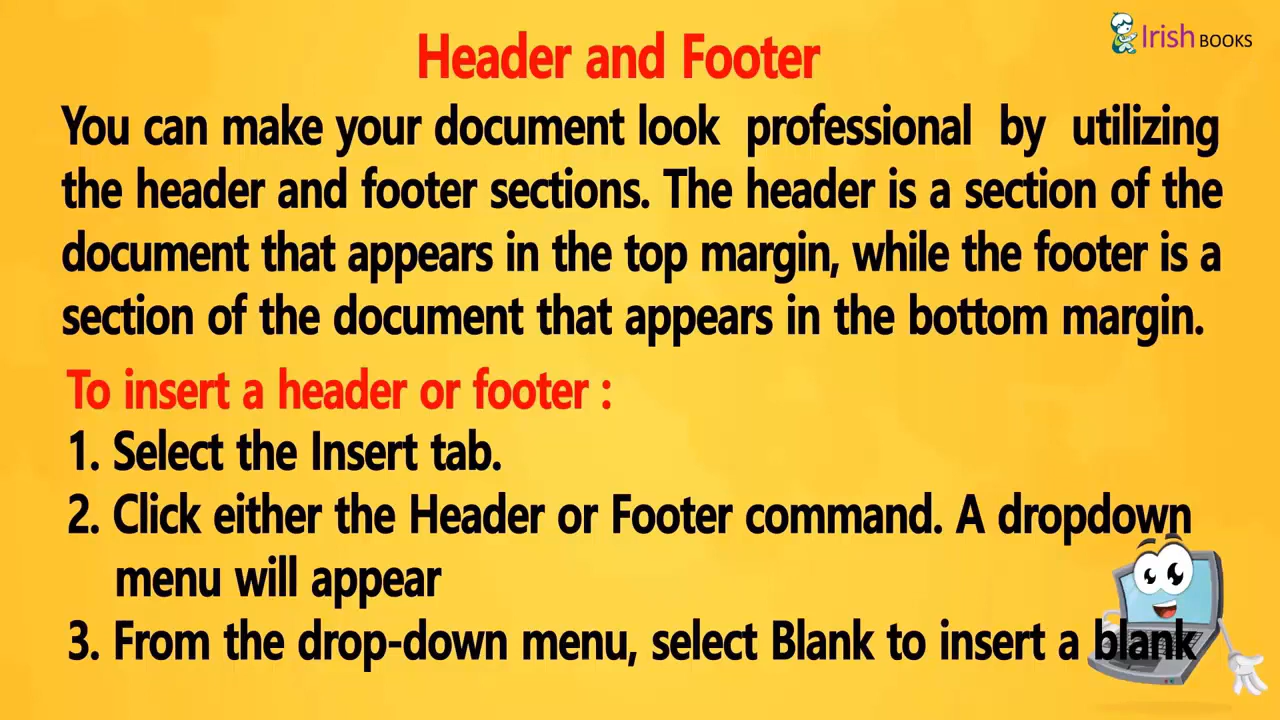 Irish BOOKS
Header and Footer
You can make your document look professional by utilizing
the header and footer sections. The header is a section of the
document that appears in the top margin, while the footer is a
section of the document that appears in the bottom margin.
To insert a header or footer :
1. Select the Insert tab.
2. Click either the Header or Footer command. A dropdown
menu will appear
3. From the drop-down menu, select Blank to insert a blank